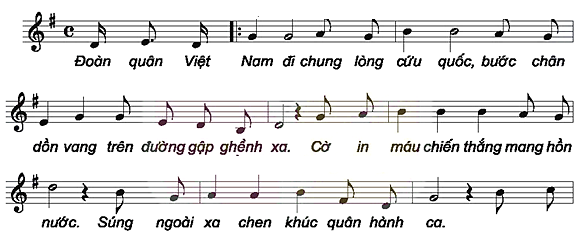 Đoàn quân Việt Nam đi chung lòng cứu quốc, bước chân
dồn vang trên đường gập ghềnh xa. Cờ in máu chiến thắng mang hồn
nước. Súng ngoài xa chen khúc quân hành ca.